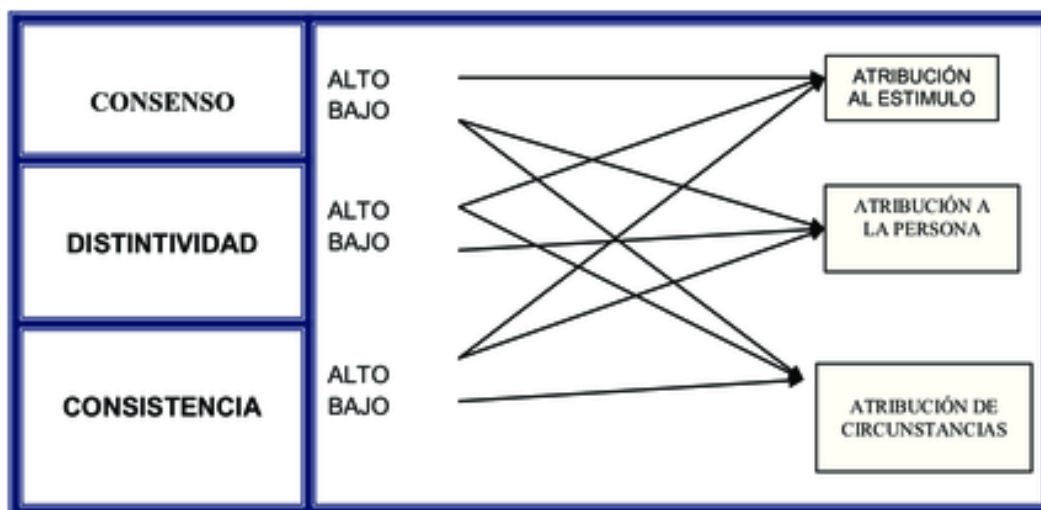 CONSENSO
ALTO
BAJO
ATRIBUCIÓN
AL ESTIMULO
DISTINTIVIDAD
ALTO
BAJO
ATRIBUCIÓN A
LA PERSONA
CONSISTENCIA
ALTO
BAJO
ATRIBUCIÓN DE
CIRCUNSTANCIAS